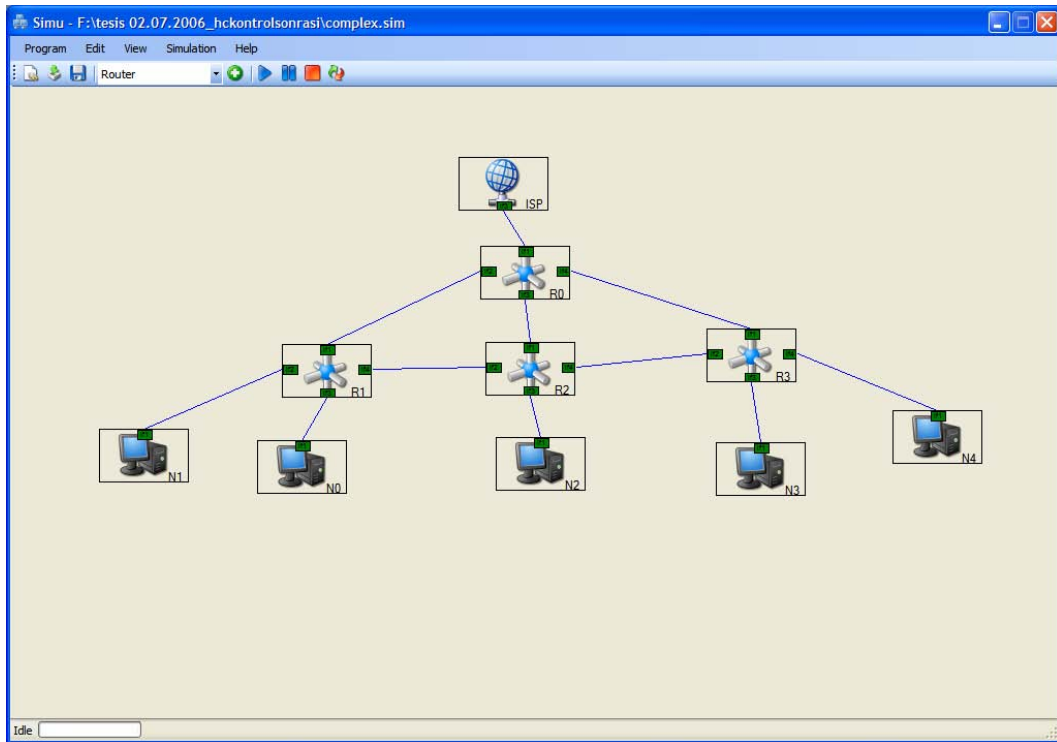 Simu - F:\tesis 02.07.2006_hckontrolsonrasi\complex.sim
Program Edit View Simulation Help
Router
ISP
R0
R1
R2
R3
N1
N0
N2
N3
N4
Idle